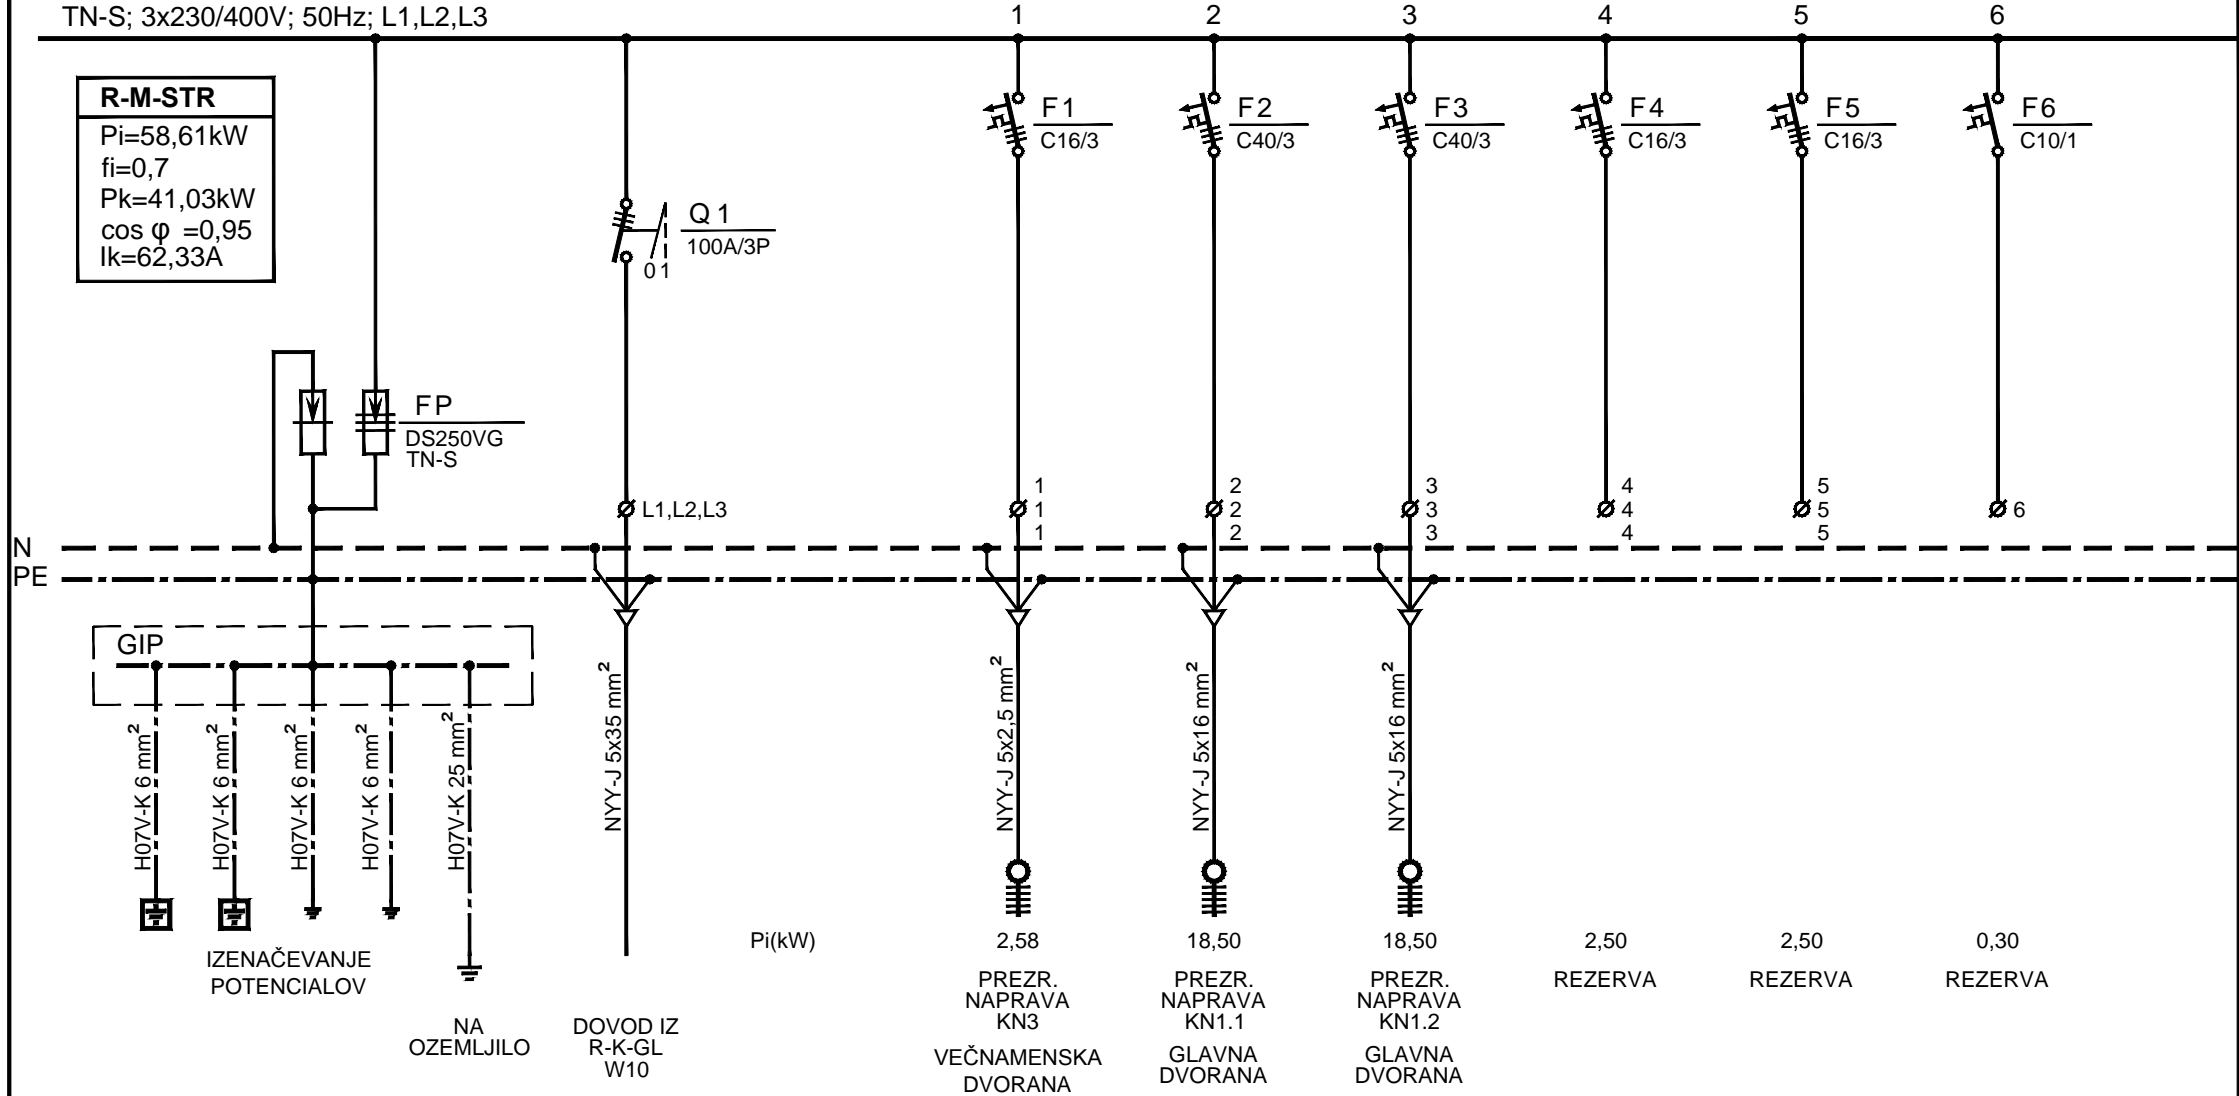 TN-S; 3x230/400V; 50Hz; L1,L2,L3
1 2 3 4 5 6
R-M-STR
Pi=58,61kW
fi=0,7
Pk=41,03kW
cos φ =0,95
Ik=62,33A
Q1
100A/3P
0 1
F1
C16/3
F2
C40/3
F3
C40/3
F4
C16/3
F5
C16/3
F6
C10/1
FP
DS250VG
TN-S
L1,L2,L3
1
1
1
2
2
2
3
3
3
4
4
4
5
5
5
6
N
PE
GIP
H07V-K 6 mm²
H07V-K 6 mm²
H07V-K 6 mm²
H07V-K 6 mm²
H07V-K 25 mm²
NYY-J 5x35 mm²
NYY-J 5x2,5 mm²
NYY-J 5x16 mm²
NYY-J 5x16 mm²
IZENAČEVANJE
POTENCIALOV
NA
OZEMLJILO
DOVOD IZ
R-K-GL
W10
Pi(kW) 2,58 18,50 18,50 2,50 2,50 0,30
PREZR.
NAPRAVA
KN3
VEČNAMENSKA
DVORANA
PREZR.
NAPRAVA
KN1.1
GLAVNA
DVORANA
PREZR.
NAPRAVA
KN1.2
GLAVNA
DVORANA
REZERVA
REZERVA
REZERVA